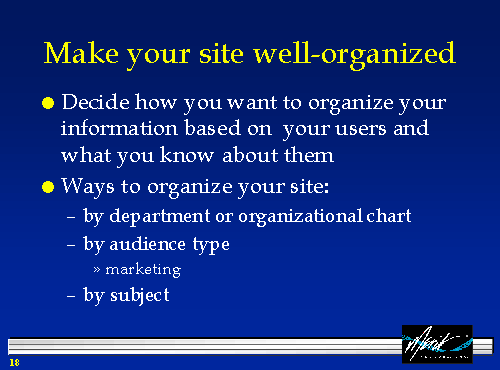 Make your site well-organized
Decide how you want to organize your
information based on your users and
what you know about them
Ways to organize your site:
– by department or organizational chart
– by audience type
» marketing
– by subject
18